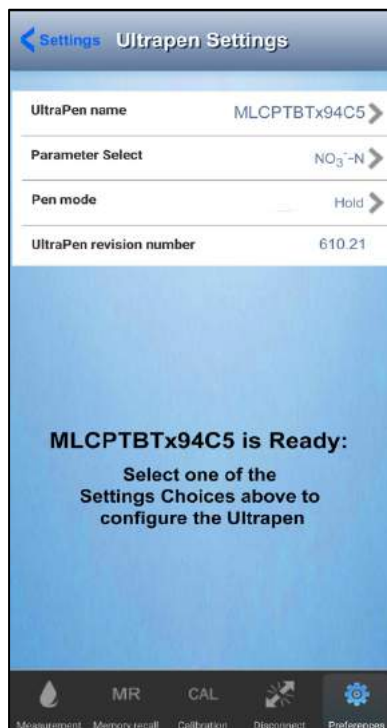 Settings Ultrapen Settings
UltraPen name MLCPTBTx94C5
Parameter Select NO₃⁻-N
Pen mode Hold
UltraPen revision number 610.21
MLCPTBTx94C5 is Ready:
Select one of the
Settings Choices above to
configure the Ultrapen
MR CAL
Measurement Memory recall Calibration Disconnect Preferences